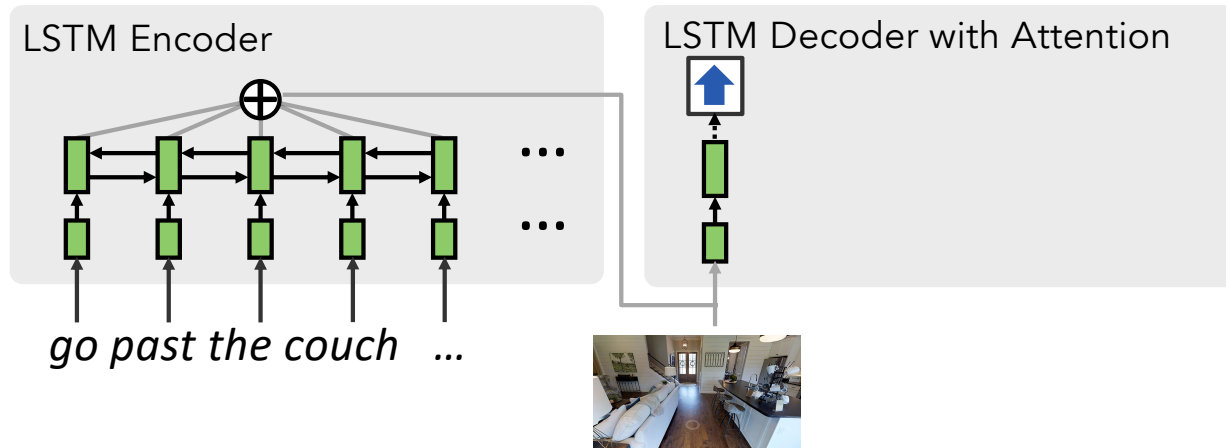 LSTM Encoder
LSTM Decoder with Attention
...
...
go past the couch ...